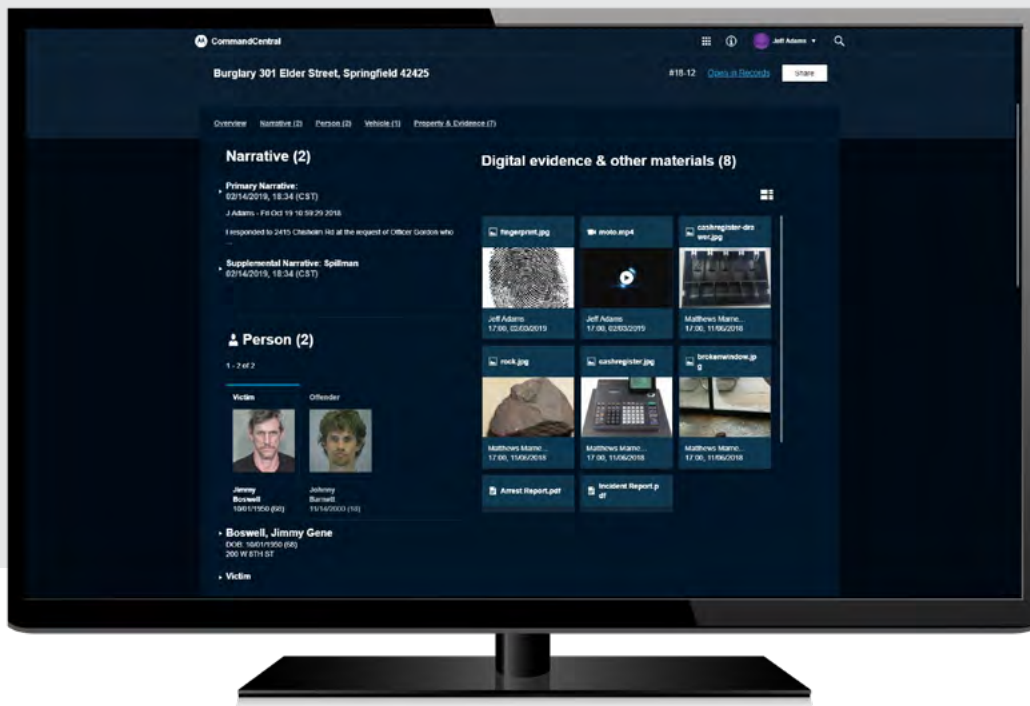 CommandCentral
Jeff Adams
Burglary 301 Elder Street, Springfield 42425
#18-12 Open in Records Share
Overview Narrative (2) Person (2) Vehicle (1) Property & Evidence (7)
Narrative (2)
Primary Narrative:
02/14/2019, 18:34 (CST)
J Adams - Fri Oct 19 10:59:29 2018
I responded to 2415 Chisholm Rd at the request of Officer Gordon who
...
Supplemental Narrative: Spillman
02/14/2019, 18:34 (CST)
Person (2)
1 - 2 of 2
Victim Offender
Jimmy
Boswell
10/01/1950 (68)
Johnny
Barnett
11/14/2000 (18)
Boswell, Jimmy Gene
DOB: 10/01/1950 (68)
200 W 8TH ST
Victim
Digital evidence & other materials (8)
fingerprint.jpg
Jeff Adams
17:00, 02/03/2019
moto.mp4
Jeff Adams
17:00, 02/03/2019
cashregister-dra
wer.jpg
Matthews Marne...
17:00, 11/06/2018
rock.jpg
Matthews Marne...
17:00, 11/06/2018
cashregister.jpg
Matthews Marne...
17:00, 11/06/2018
brokenwindow.jp
g
Matthews Marne...
17:00, 11/06/2018
Arrest Report.pdf
Incident Report.p
df